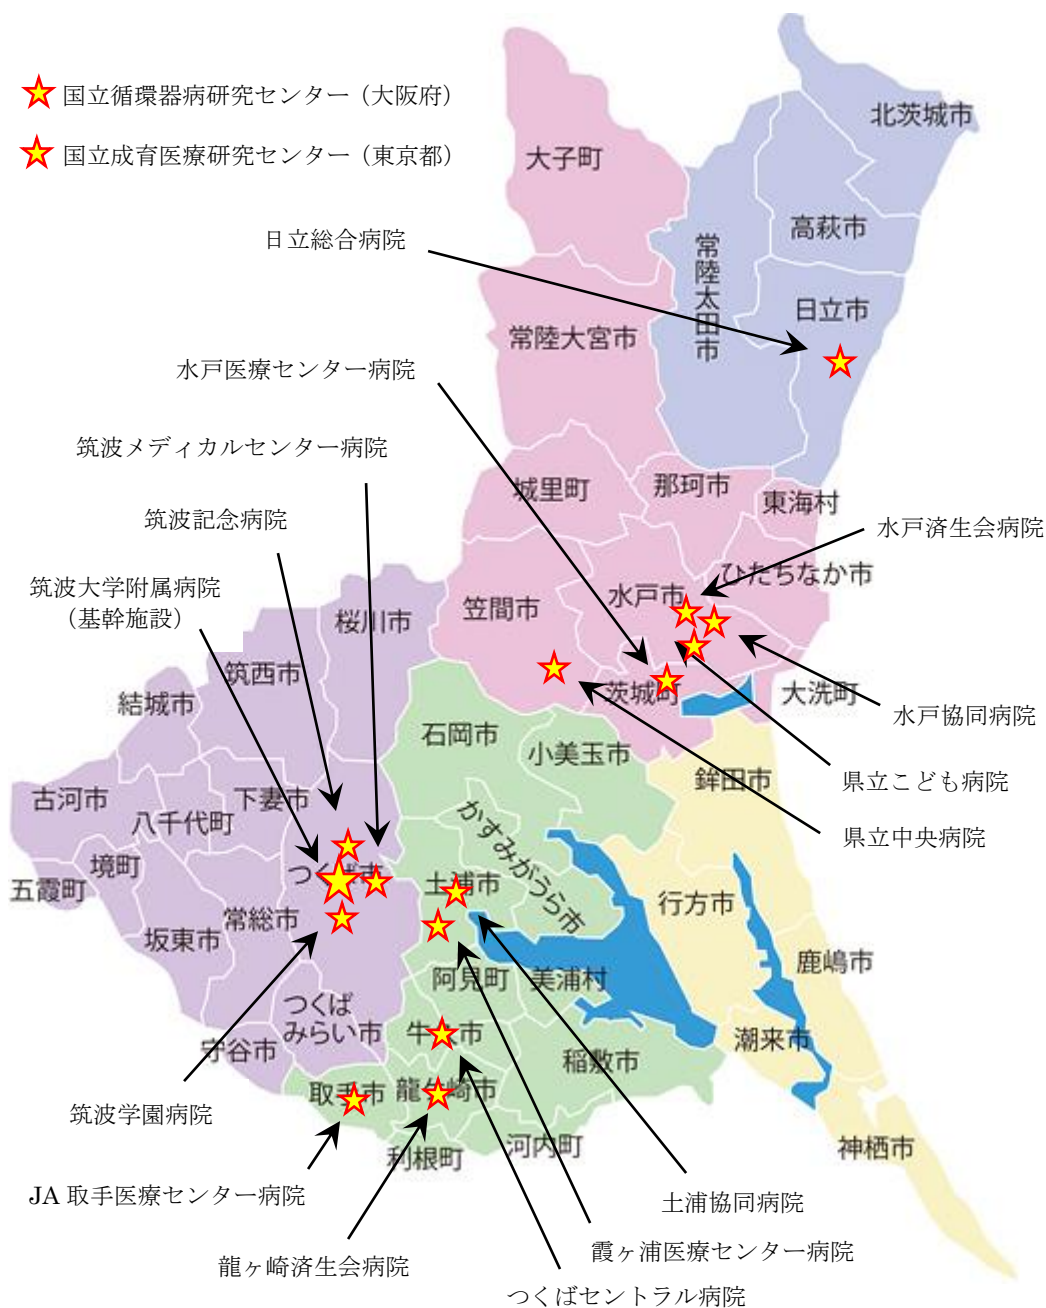 国立循環器病研究センター（大阪府）
国立成育医療研究センター（東京都）
北茨城市
大子町
高萩市
日立総合病院
常陸太田市
日立市
常陸大宮市
水戸医療センター病院
筑波メディカルセンター病院
城里町
那珂市
東海村
筑波記念病院
水戸済生会病院
ひたちなか市
筑波大学附属病院
（基幹施設）
水戸市
笠間市
桜川市
筑西市
茨城町
大洗町
結城市
水戸協同病院
石岡市
小美玉市
県立こども病院
鉾田市
古河市
下妻市
八千代町
かすみがうら市
県立中央病院
境町
つくば市
土浦市
五霞町
行方市
常総市
坂東市
鹿嶋市
阿見町
美浦村
つくば
みらい市
牛久市
潮来市
守谷市
稲敷市
取手市
龍ケ崎市
筑波学園病院
利根町
河内町
神栖市
JA 取手医療センター病院
土浦協同病院
龍ヶ崎済生会病院
霞ヶ浦医療センター病院
つくばセントラル病院